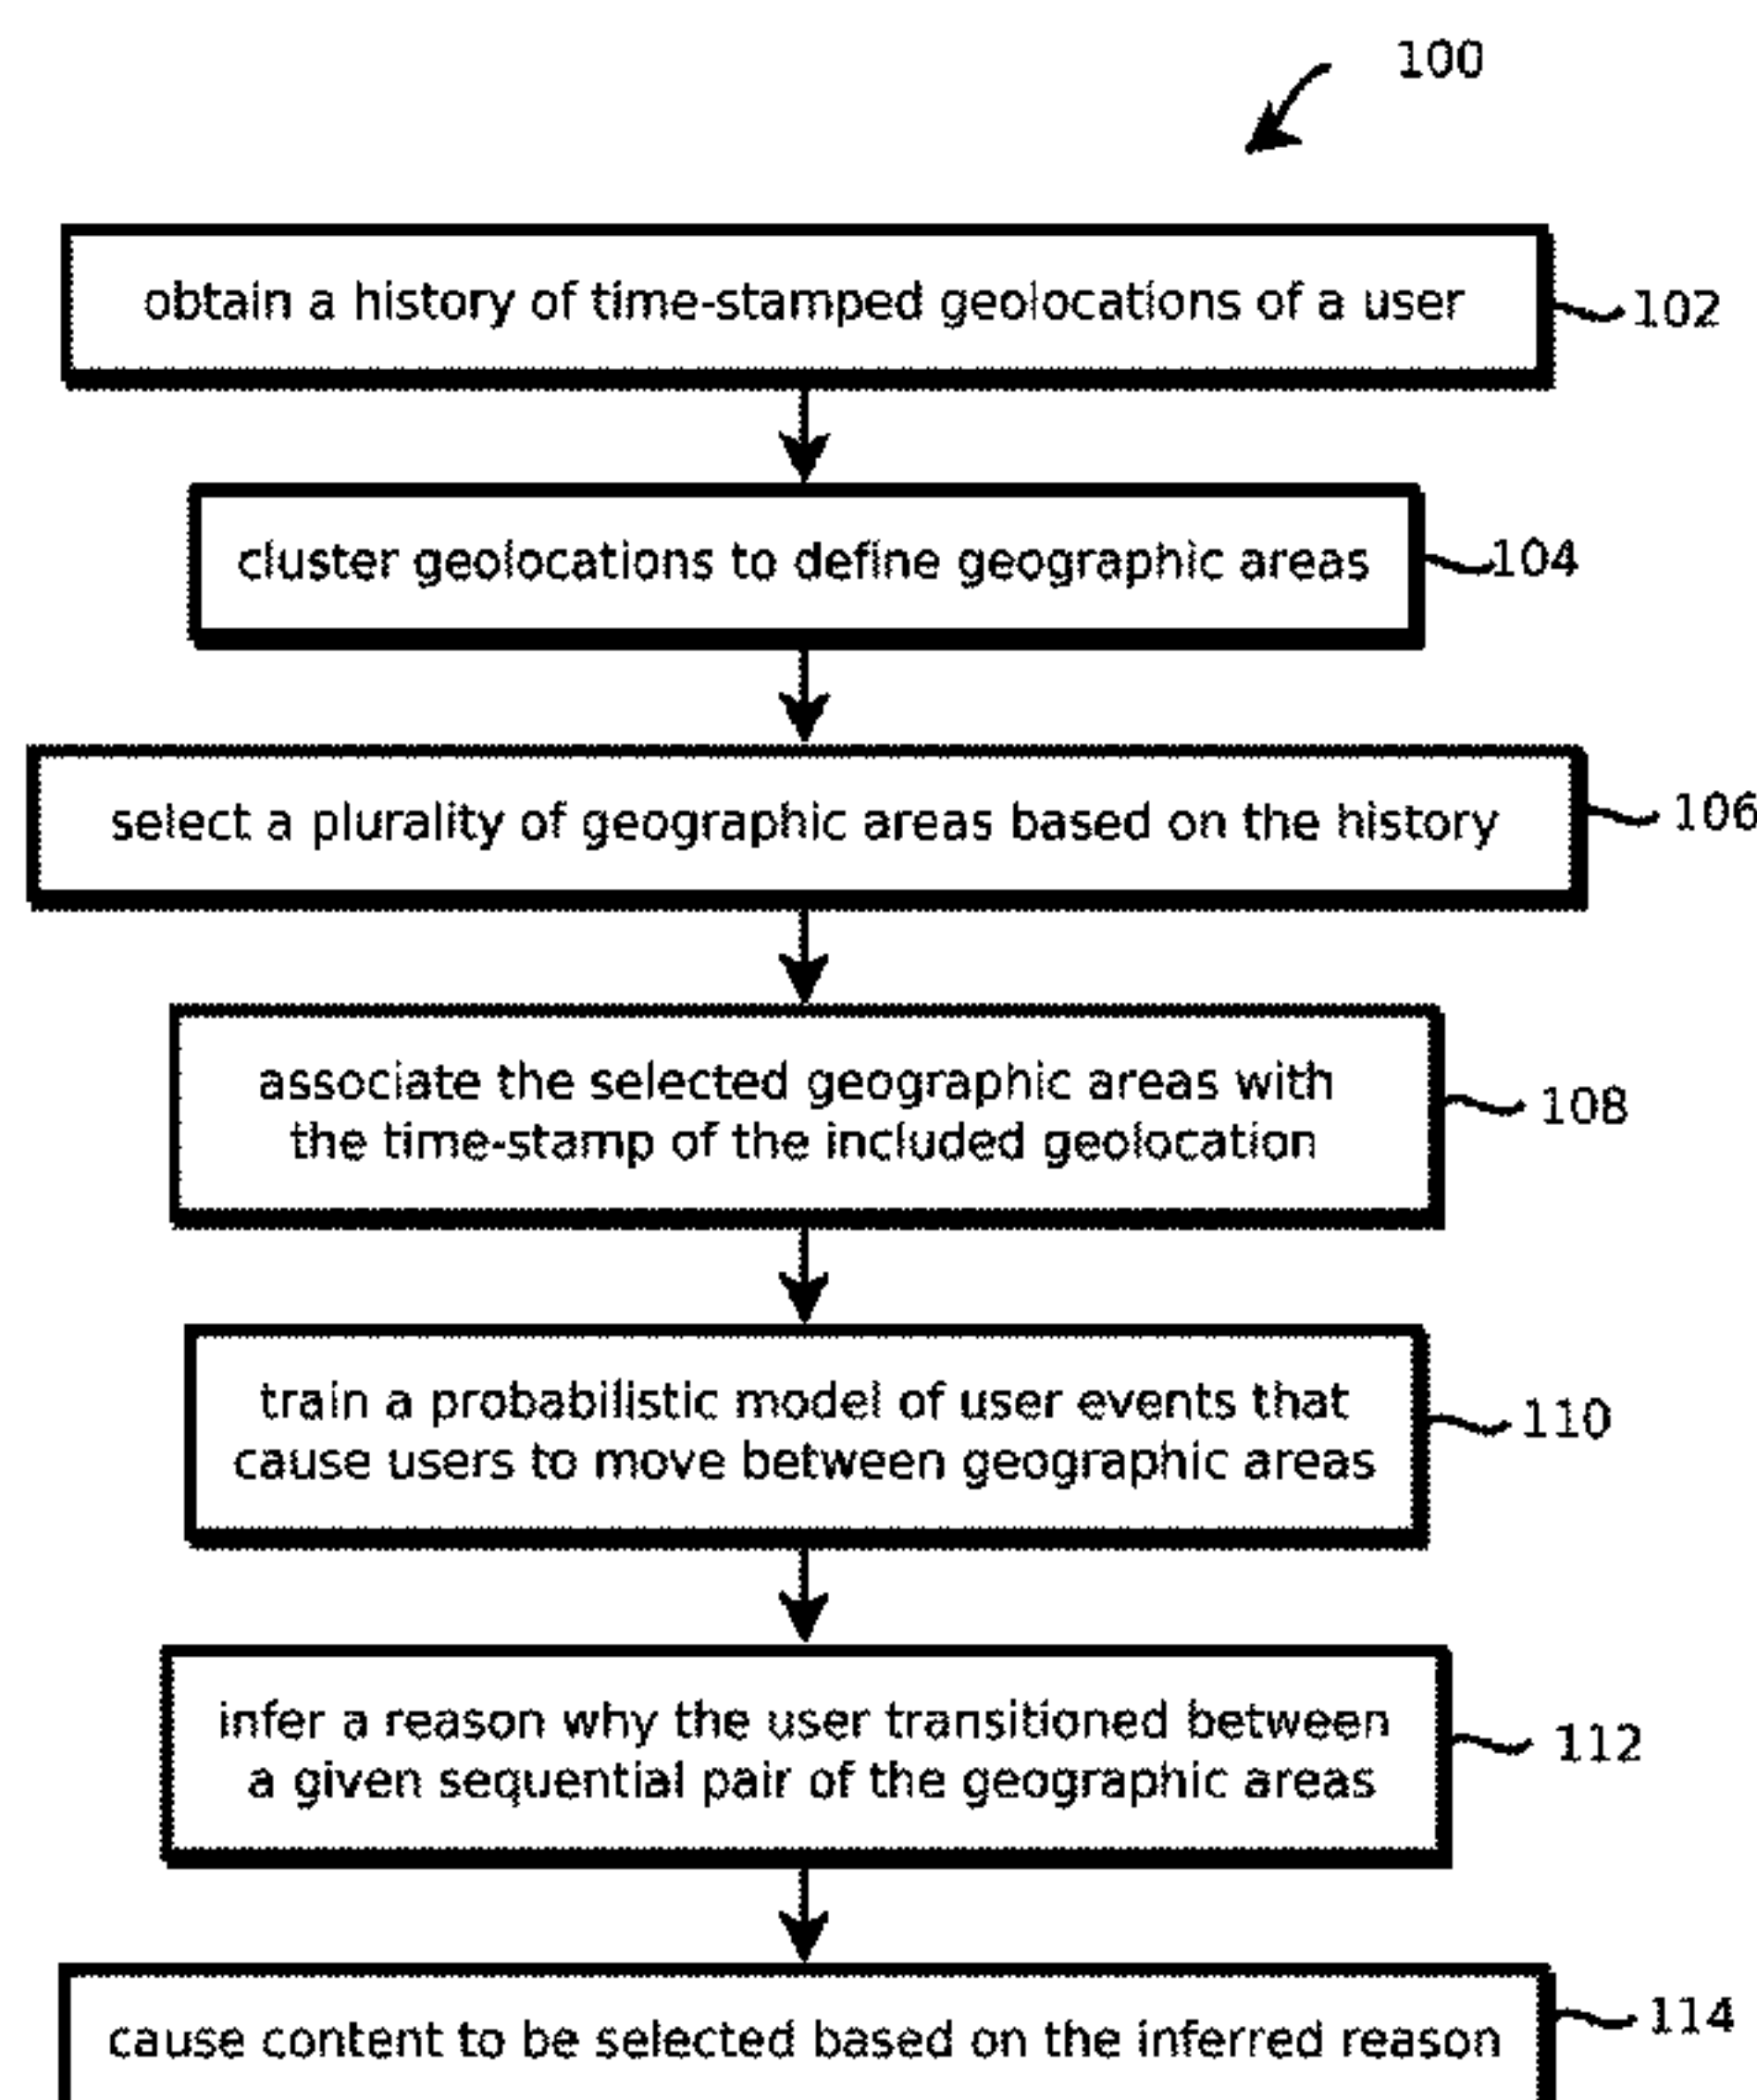 100
obtain a history of time-stamped geolocations of a user
102
cluster geolocations to define geographic areas
104
select a plurality of geographic areas based on the history
106
associate the selected geographic areas with
the time-stamp of the included geolocation
108
train a probabilistic model of user events that
cause users to move between geographic areas
110
infer a reason why the user transitioned between
a given sequential pair of the geographic areas
112
cause content to be selected based on the inferred reason
114